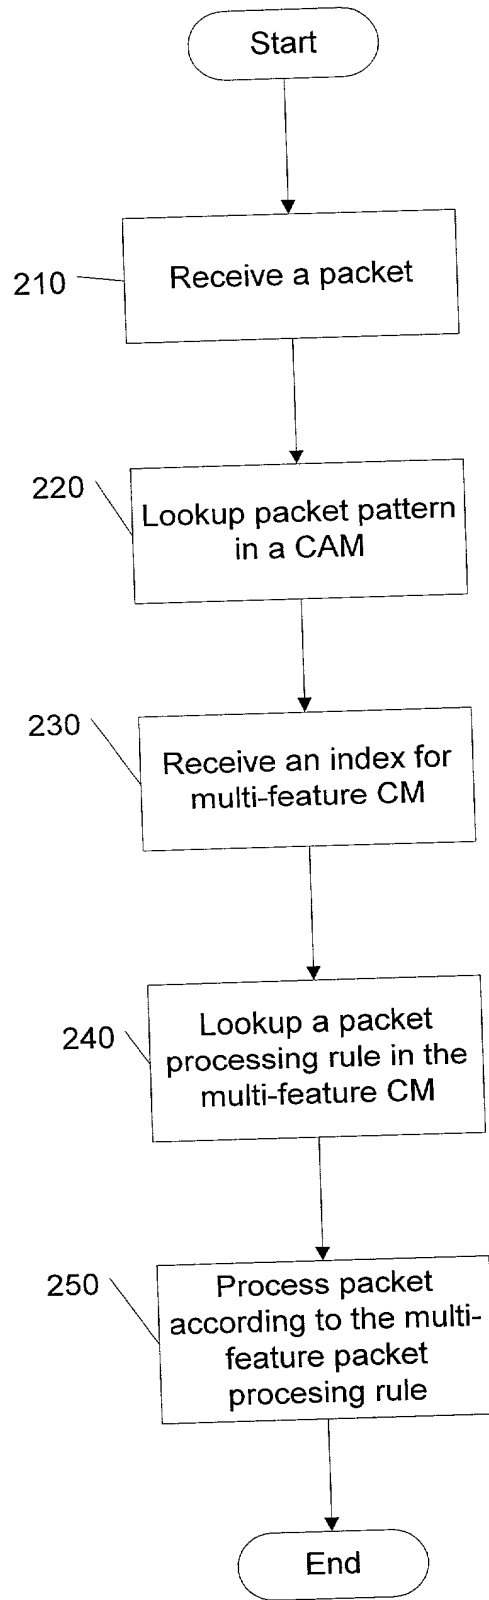 Start
210
Receive a packet
220
Lookup packet pattern
in a CAM
230
Receive an index for
multi-feature CM
240
Lookup a packet
processing rule in the
multi-feature CM
250
Process packet
according to the multi-
feature packet
procesing rule
End